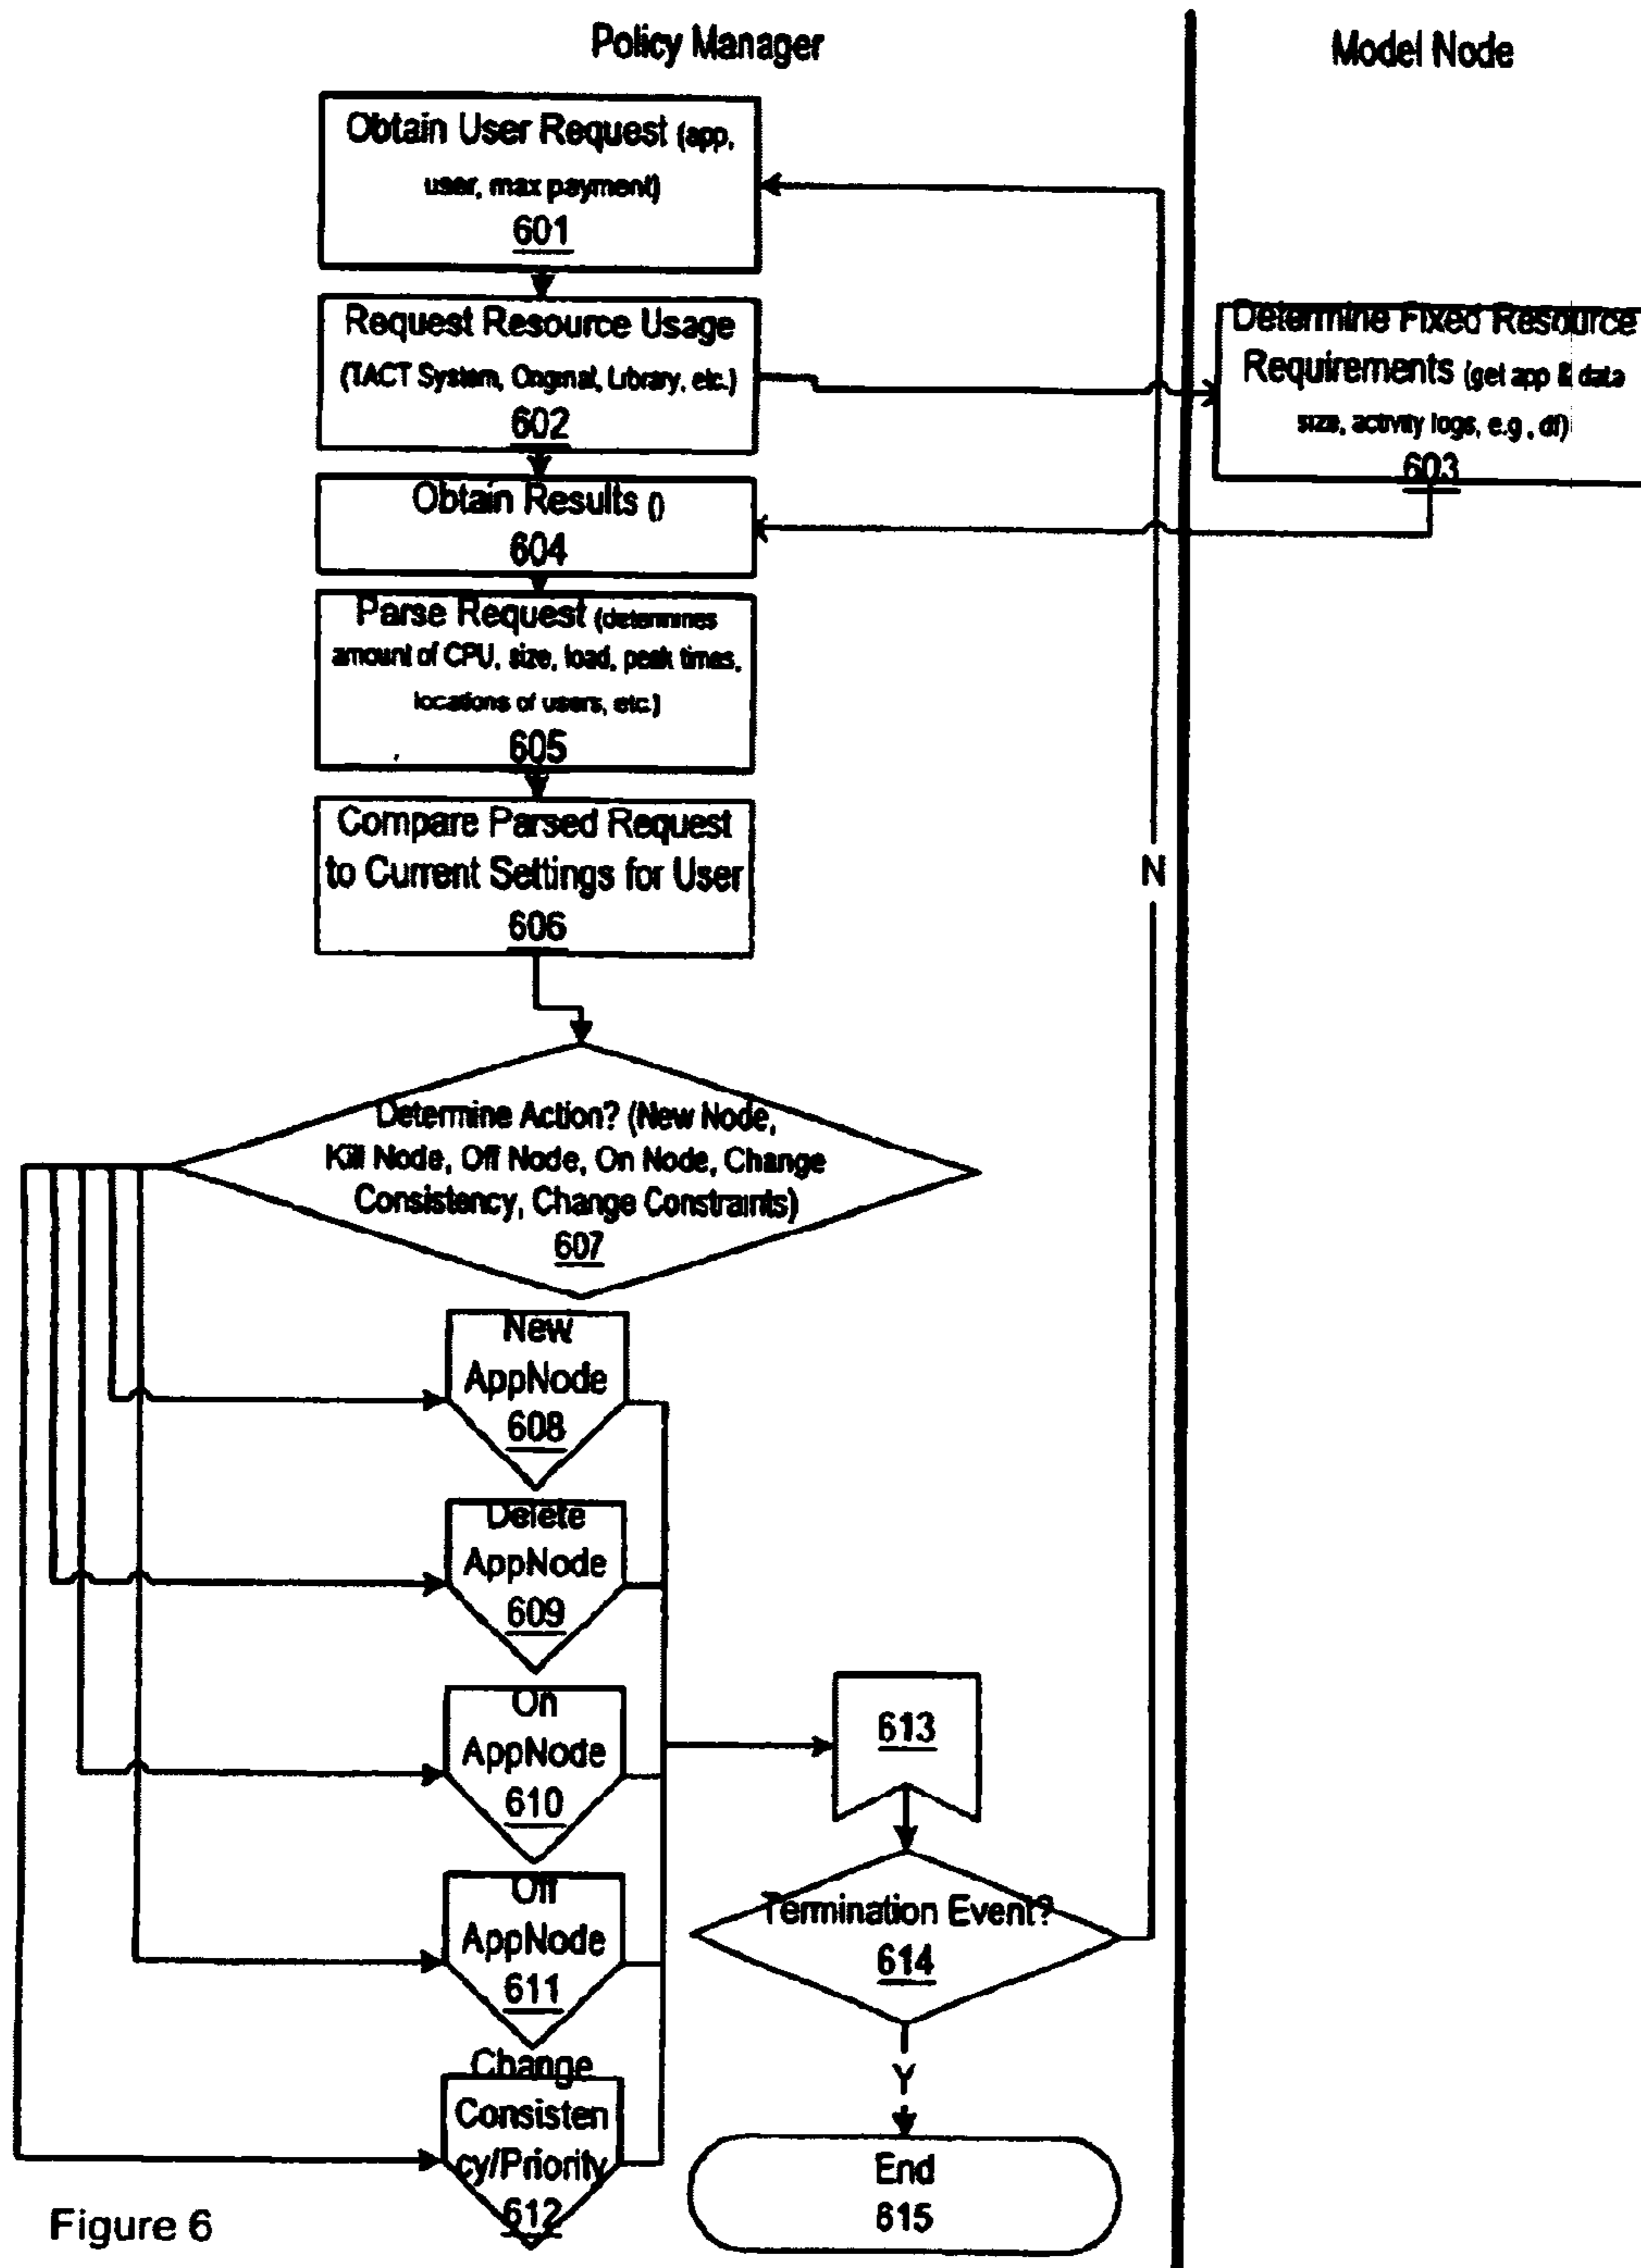 Policy Manager
Model Node
Obtain User Request (app,
user, max payment)
601
Request Resource Usage
(TACT System, Original, Library, etc.)
602
Determine Fixed Resource
Requirements (get app & data
size, activity logs, e.g., df)
603
Obtain Results ()
604
Parse Request (determines
amount of CPU, size, load, peak times,
locations of users, etc.)
605
Compare Parsed Request
to Current Settings for User
606
N
Determine Action? (New Node,
Kill Node, Off Node, On Node, Change
Consistency, Change Constraints)
607
New
AppNode
608
Delete
AppNode
609
On
AppNode
610
613
Off
AppNode
611
Termination Event?
614
Change
Consisten
cy/Priority
612
Y
End
615
Figure 6